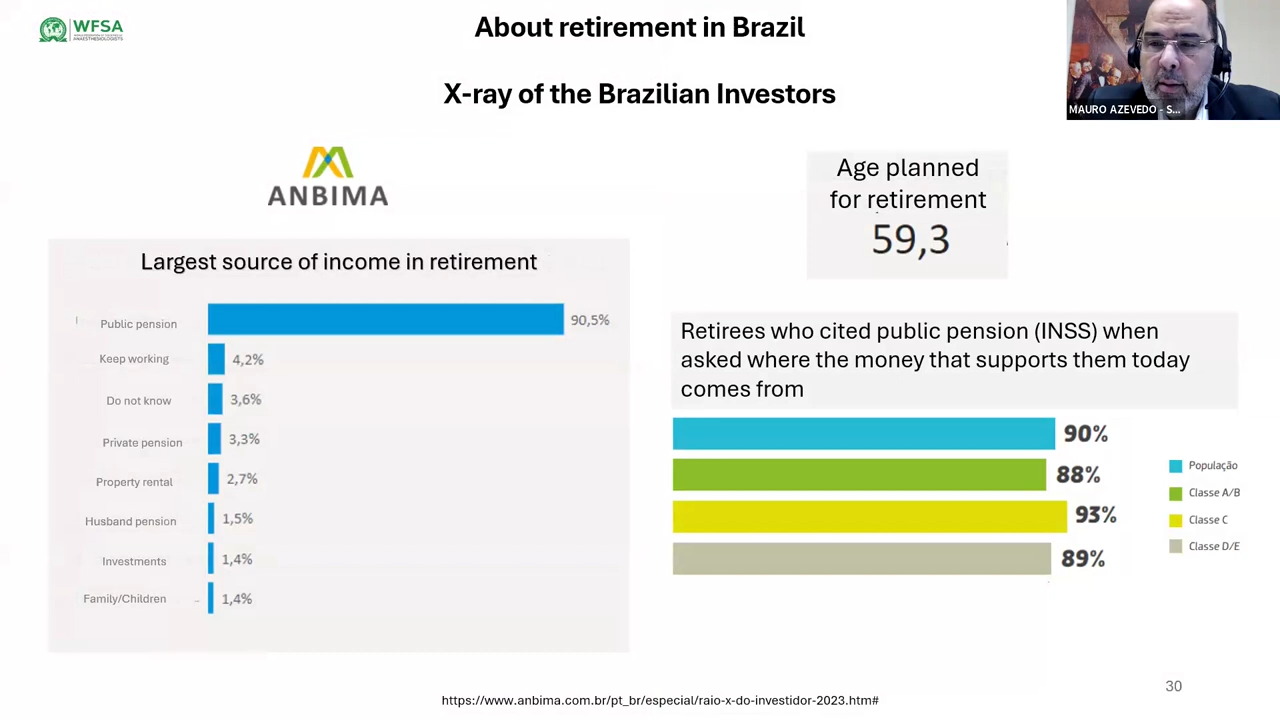 WFSA
About retirement in Brazil
X-ray of the Brazilian Investors
MAURO AZEVEDO - S...
ANBIMA
Age planned
for retirement
59,3
Largest source of income in retirement
Public pension 90,5%
Keep working 4,2%
Do not know 3,6%
Private pension 3,3%
Property rental 2,7%
Husband pension 1,5%
Investments 1,4%
Family/Children 1,4%
Retirees who cited public pension (INSS) when
asked where the money that supports them today
comes from
90%
88%
93%
89%
População
Classe A/B
Classe C
Classe D/E
30
https://www.anbima.com.br/pt_br/especial/raio-x-do-investidor-2023.htm#